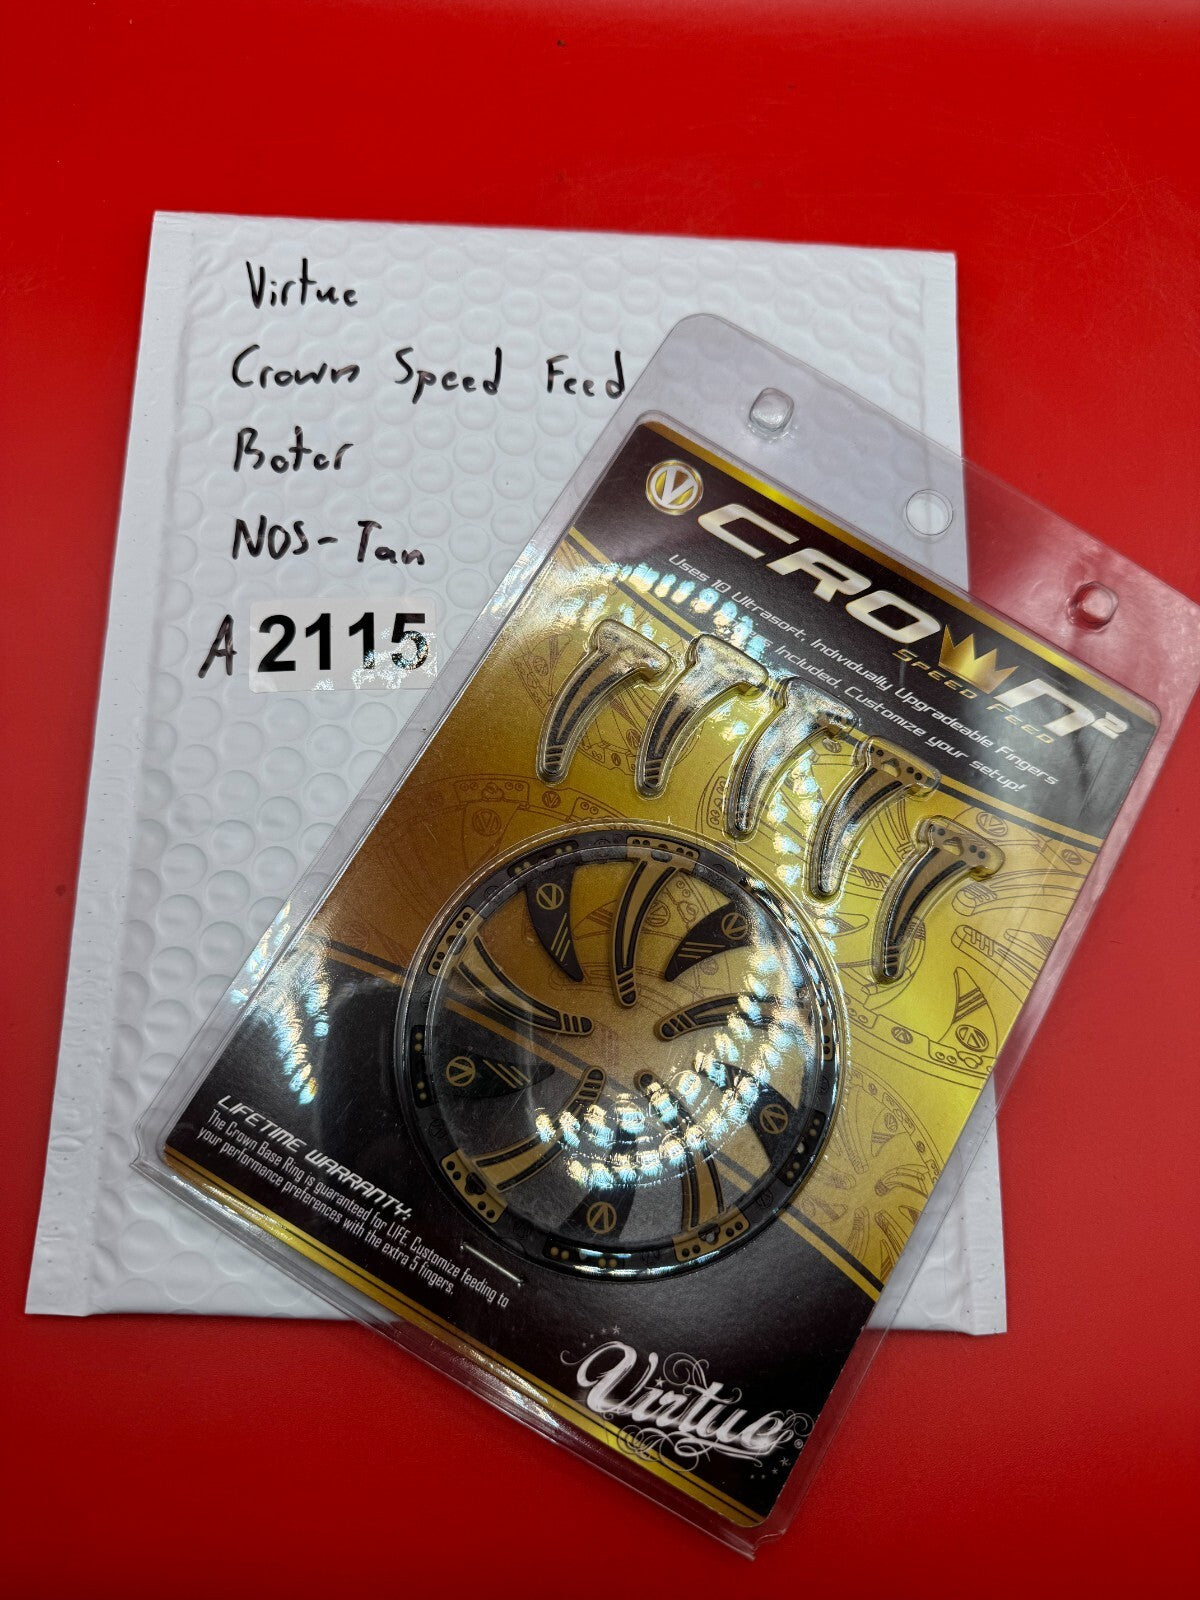 Virtue
Crown Speed Feed
Rotor
NOS-Tan
A 2115
CROWN²
SPEED FEED
Uses 10 Ultrasoft, Individually Upgradeable Fingers
Included. Customize your setup!
LIFETIME WARRANTY:
The Crown Base Ring is guaranteed for LIFE. Customize feeding to
your performance preferences with the extra 5 fingers.
Virtue